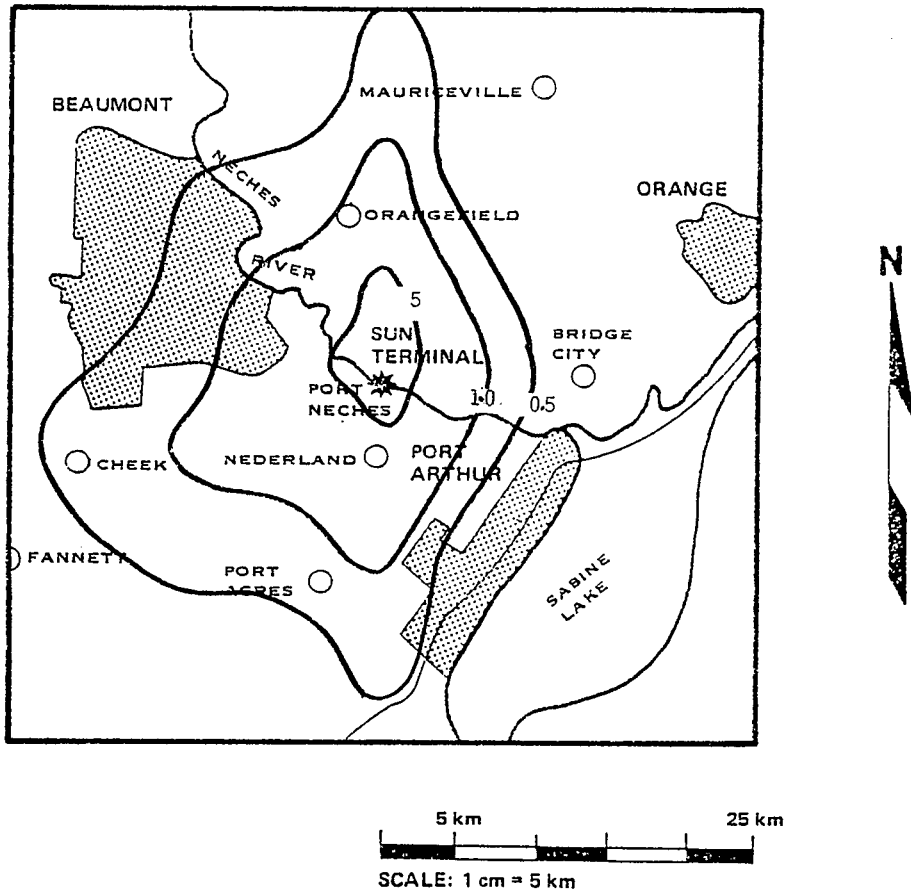 MAURICEVILLE
BEAUMONT
NECHES
RIVER
ORANGE
ORANGEFIELD
N
5
SUN
TERMINAL
BRIDGE
CITY
PORT
NECHES
1.0
0.5
CHEEK
NEDERLAND
PORT
ARTHUR
FANNETT
PORT
ACRES
SABINE
LAKE
5 km
25 km
SCALE: 1 cm = 5 km